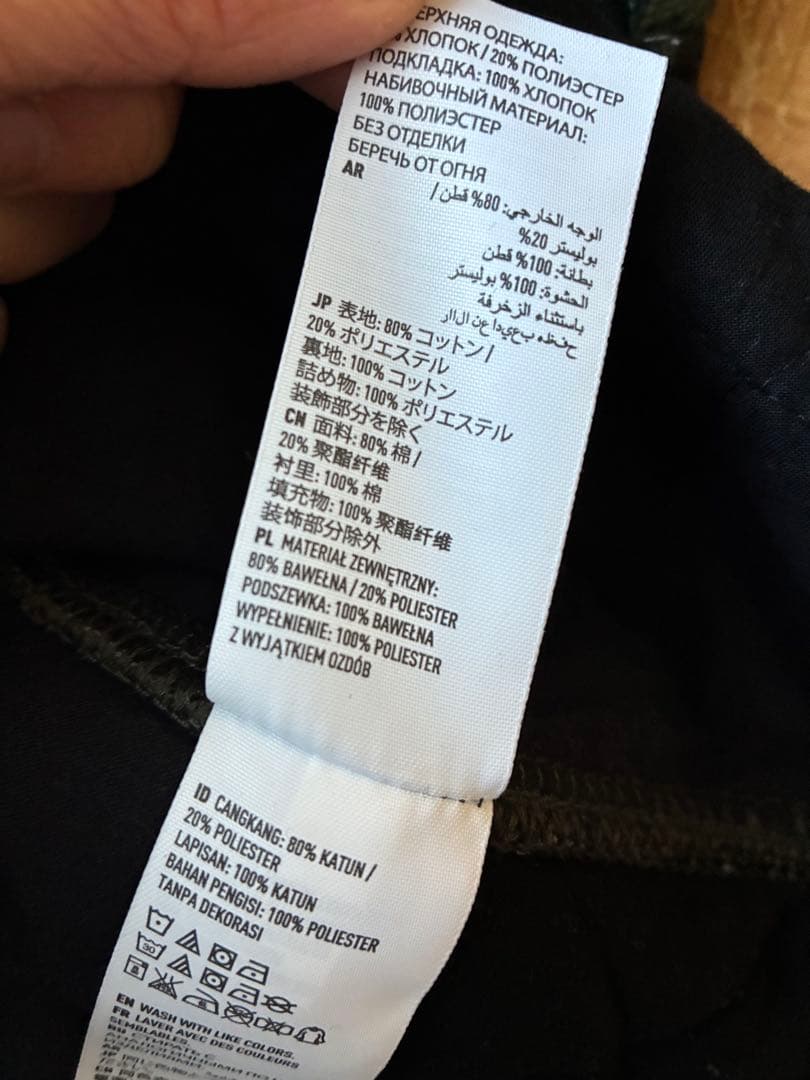 ОДЕЖДА:
ХЛОПОК / 20% ПОЛИЭСТЕР
ПОДКЛАДКА: 100% ХЛОПОК
НАБИВОЧНЫЙ МАТЕРИАЛ:
100% ПОЛИЭСТЕР
БЕЗ ОТДЕЛКИ
БЕРЕЧЬ ОТ ОГНЯ
AR
الوجه الخارجي: 80% قطن /
بوليستر 20%
بطانة: 100% قطن
الحشوة: 100% بوليستر
باستثناء الزخرفة
JP 表地: 80% コットン /
20% ポリエステル
裏地: 100% コットン
詰め物: 100% ポリエステル
装飾部分を除く
CN 面料: 80% 棉 /
20% 聚酯纤维
衬里: 100% 棉
填充物: 100% 聚酯纤维
装饰部分除外
PL MATERIAŁ ZEWNĘTRZNY:
80% BAWEŁNA / 20% POLIESTER
PODSZEWKA: 100% BAWEŁNA
WYPEŁNIENIE: 100% POLIESTER
Z WYJĄTKIEM OZDÓB
ID CANGKANG: 80% KATUN /
20% POLIESTER
LAPISAN: 100% KATUN
BAHAN PENGISI: 100% POLIESTER
TANPA DEKORASI
30
EN WASH WITH LIKE COLORS.
FR LAVER AVEC DES COULEURS
SEMBLABLES.